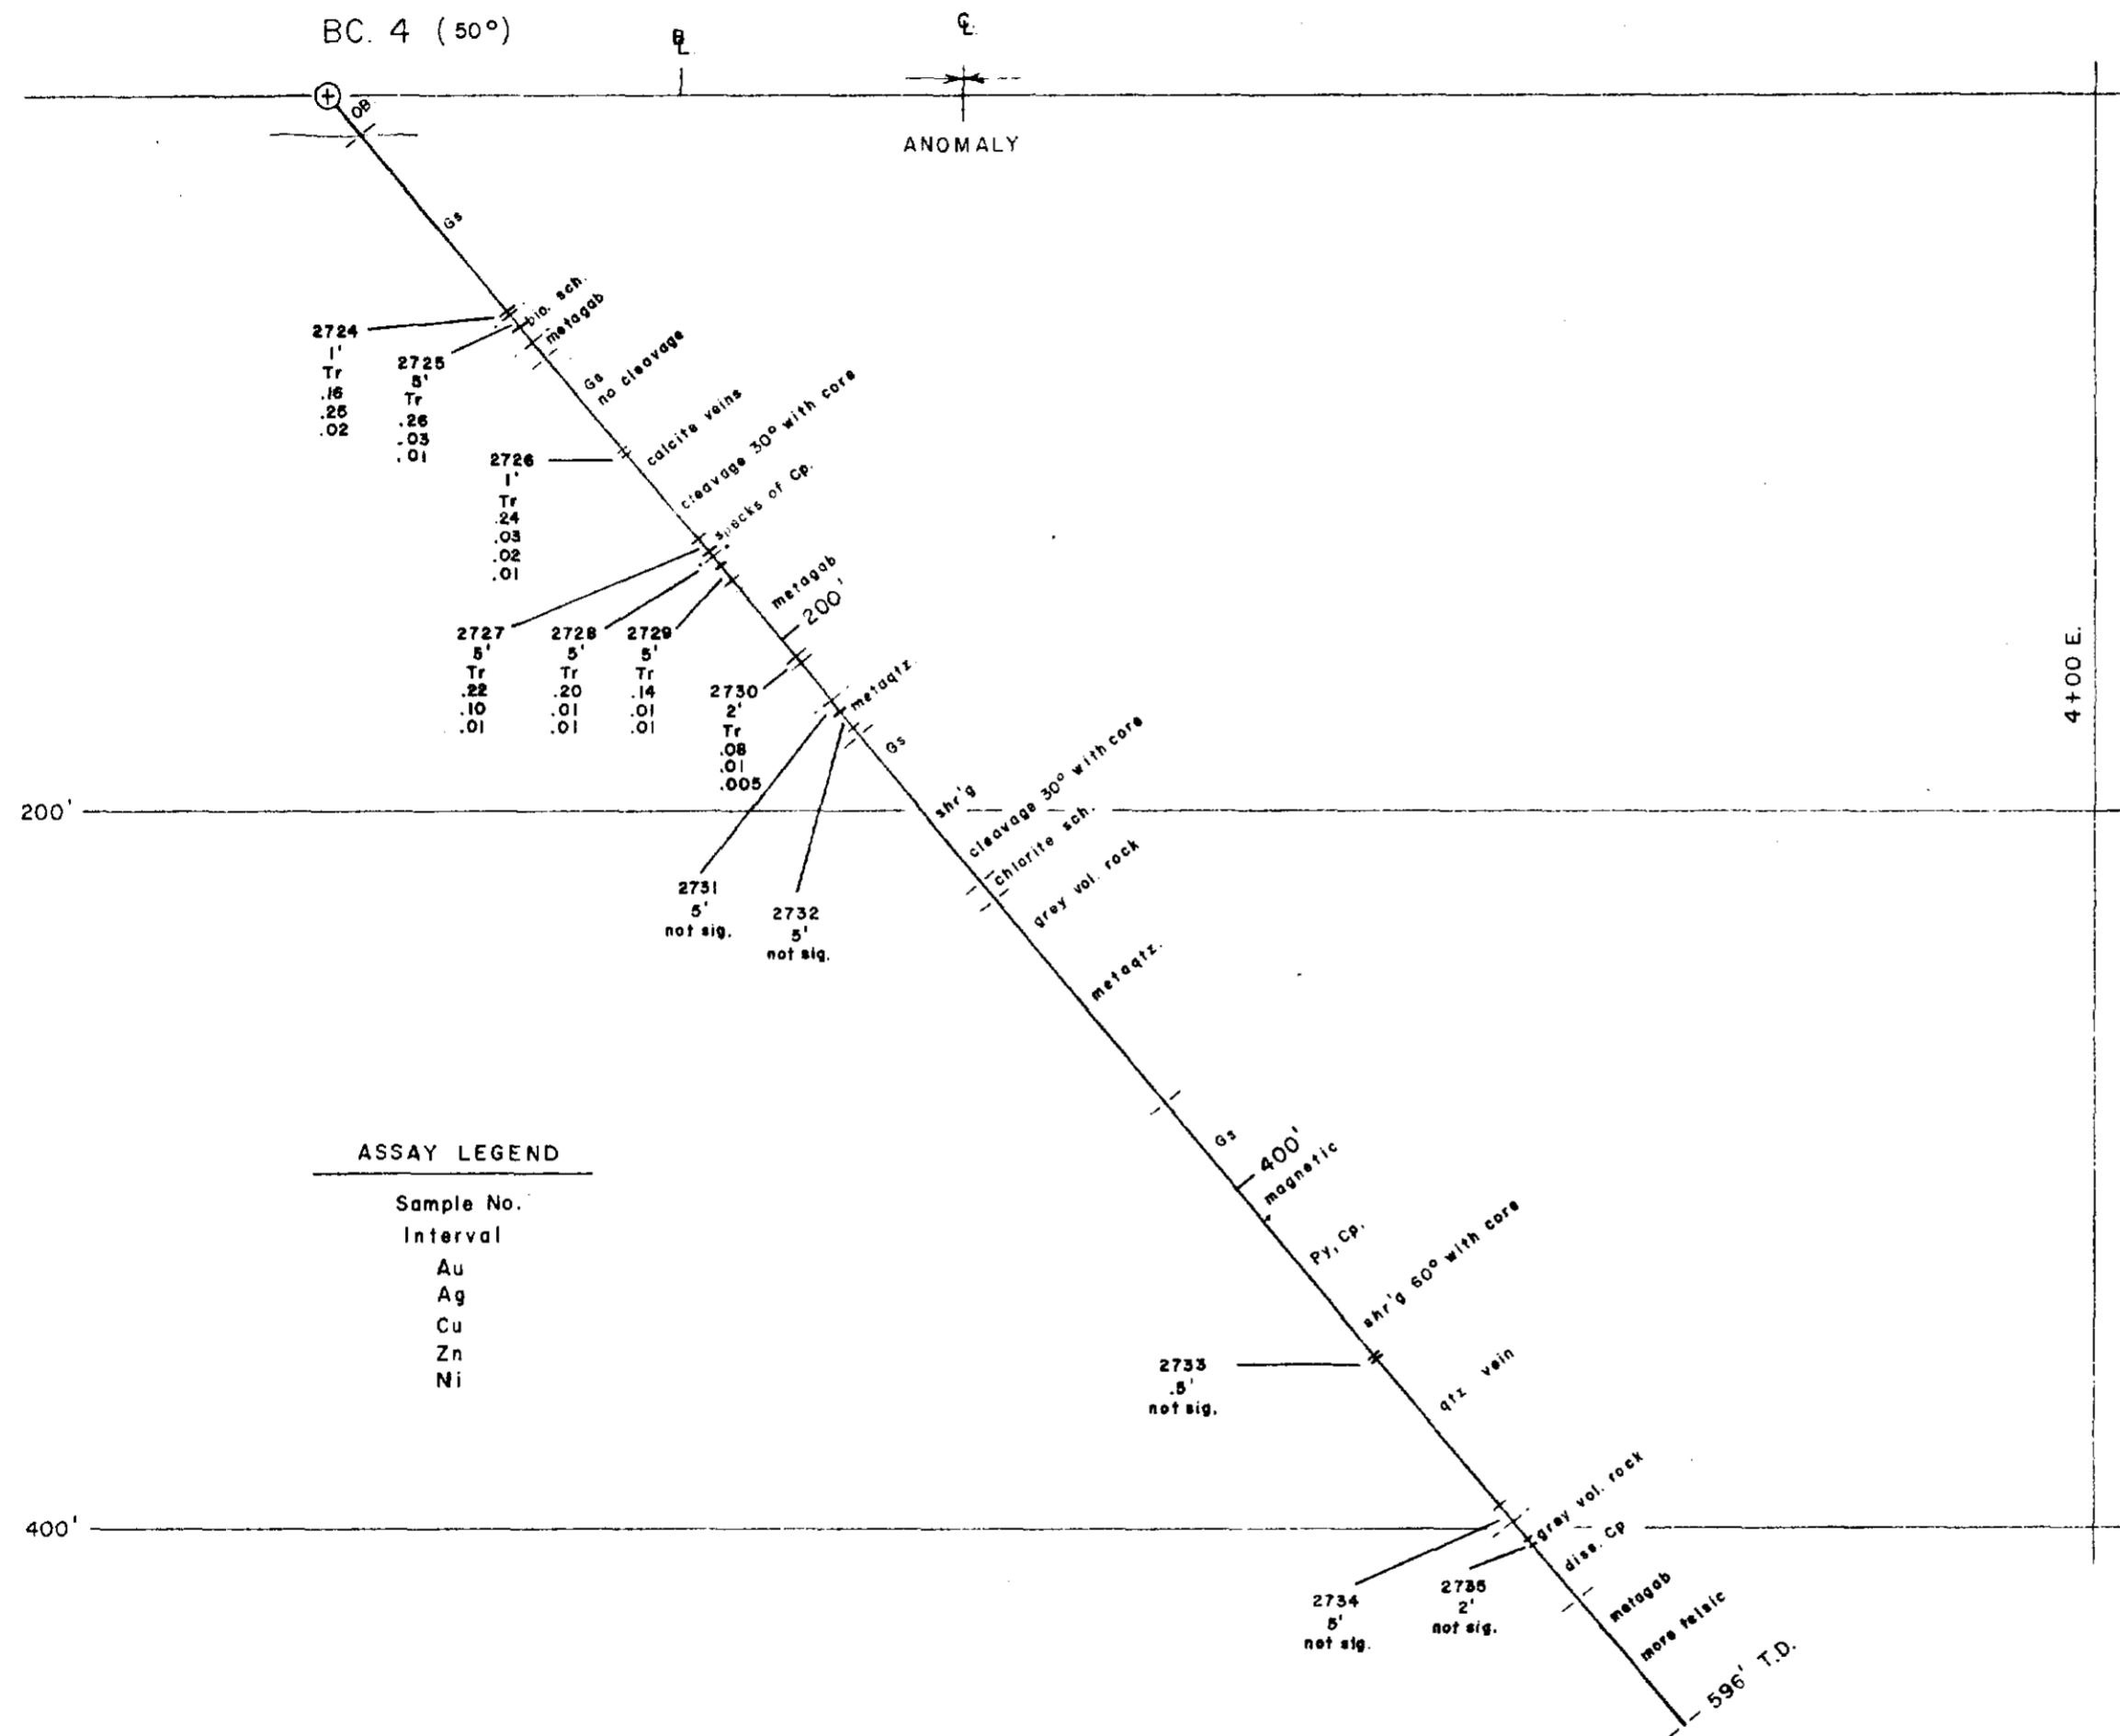 BC. 4 (50°)
BL
CL
ANOMALY
OB
Gs
bio. sch.
metagab
2724
1'
Tr
.16
.25
.02
2725
5'
Tr
.26
.03
.01
Gs
no cleavage
calcite veins
2726
1'
Tr
.24
.03
.02
.01
cleavage 30° with core
specks of Cp.
2727
5'
Tr
.22
.10
.01
2728
5'
Tr
.20
.01
.01
2729
5'
Tr
.14
.01
.01
metagab
200'
2730
2'
Tr
.08
.01
.005
metaqtz.
Gs
4+00 E.
200'
2731
5'
not sig.
2732
5'
not sig.
shr'g
cleavage 30° with core
chlorite sch.
grey vol. rock
metaqtz.
Gs
400'
magnetic
Py, Cp.
shr'g 60° with core
ASSAY LEGEND
Sample No.
Interval
Au
Ag
Cu
Zn
Ni
2733
.5'
not sig.
qtz vein
400'
gray vol. rock
diss. Cp
2734
5'
not sig.
2735
2'
not sig.
metagab
more felsic
596' T.D.